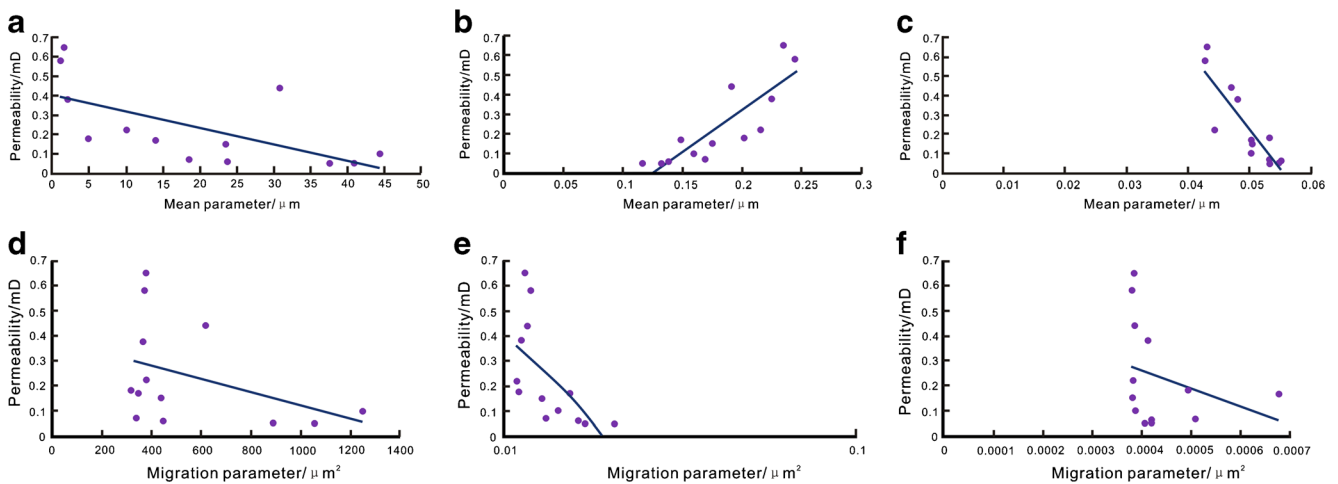 a
0.7
0.6
0.5
0.4
0.3
0.2
0.1
0
Permeability/mD
0 5 10 15 20 25 30 35 40 45 50
Mean parameter/ μm
b
0.7
0.6
0.5
0.4
0.3
0.2
0.1
0
Permeability/mD
0 0.05 0.1 0.15 0.2 0.25 0.3
Mean parameter/ μm
c
0.7
0.6
0.5
0.4
0.3
0.2
0.1
0
Permeability/mD
0 0.01 0.02 0.03 0.04 0.05 0.06
Mean parameter/ μm
d
0.7
0.6
0.5
0.4
0.3
0.2
0.1
0
Permeability/mD
0 200 400 600 800 1000 1200 1400
Migration parameter/ μm²
e
0.7
0.6
0.5
0.4
0.3
0.2
0.1
0
Permeability/mD
0.01 0.1
Migration parameter/ μm²
f
0.7
0.6
0.5
0.4
0.3
0.2
0.1
0
Permeability/mD
0 0.0001 0.0002 0.0003 0.0004 0.0005 0.0006 0.0007
Migration parameter/ μm²